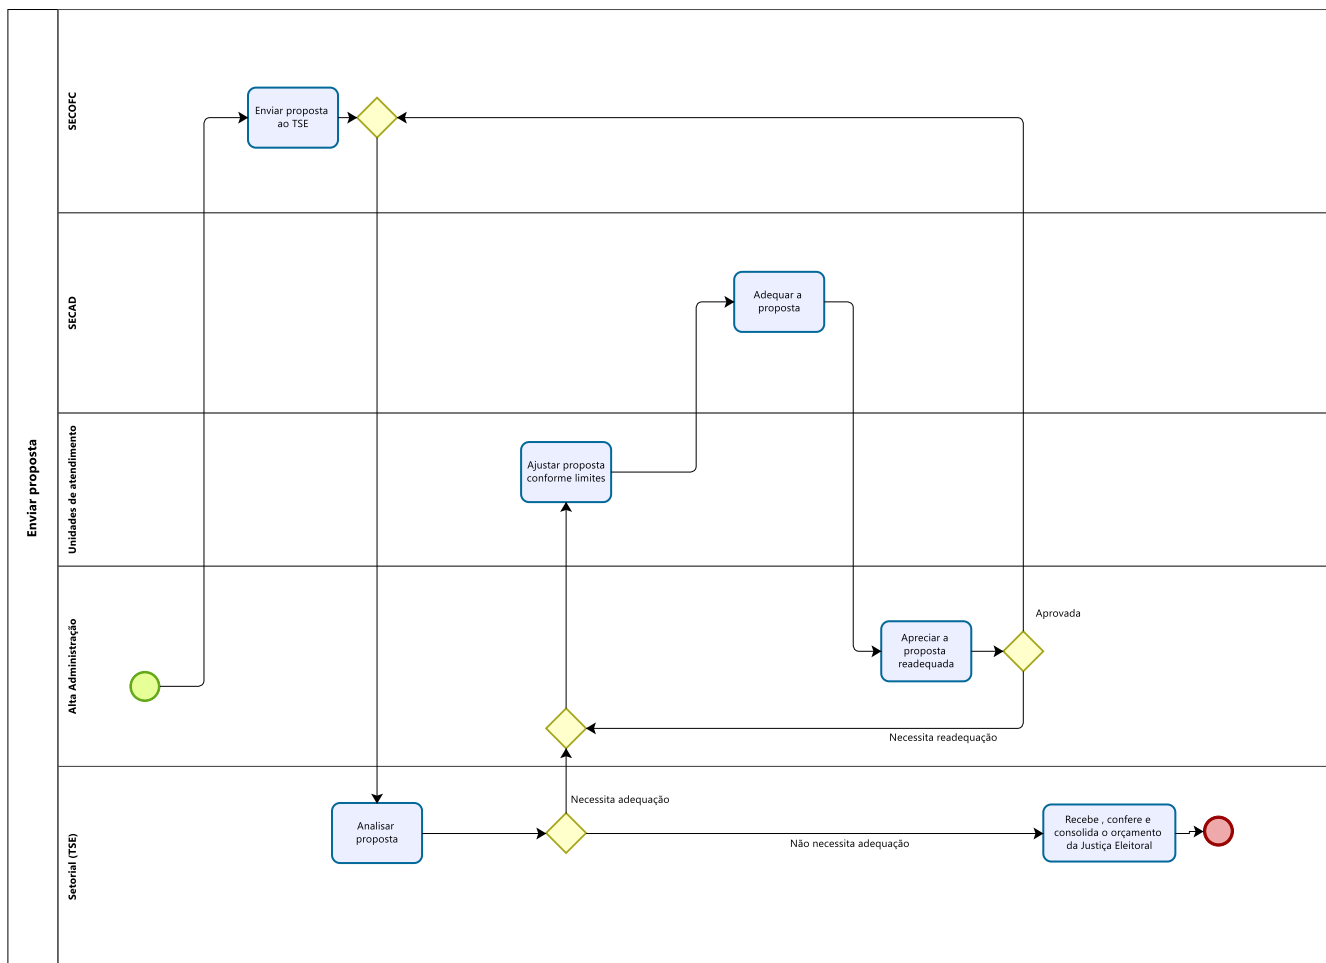 Enviar proposta
SECOFC
Enviar proposta
ao TSE
SECAD
Adequar a
proposta
Unidades de atendimento
Ajustar proposta
conforme limites
Alta Administração
Apreciar a
proposta
readequada
Aprovada
Necessita readequação
Setorial (TSE)
Analisar
proposta
Necessita adequação
Não necessita adequação
Recebe , confere e
consolida o orçamento
da Justiça Eleitoral